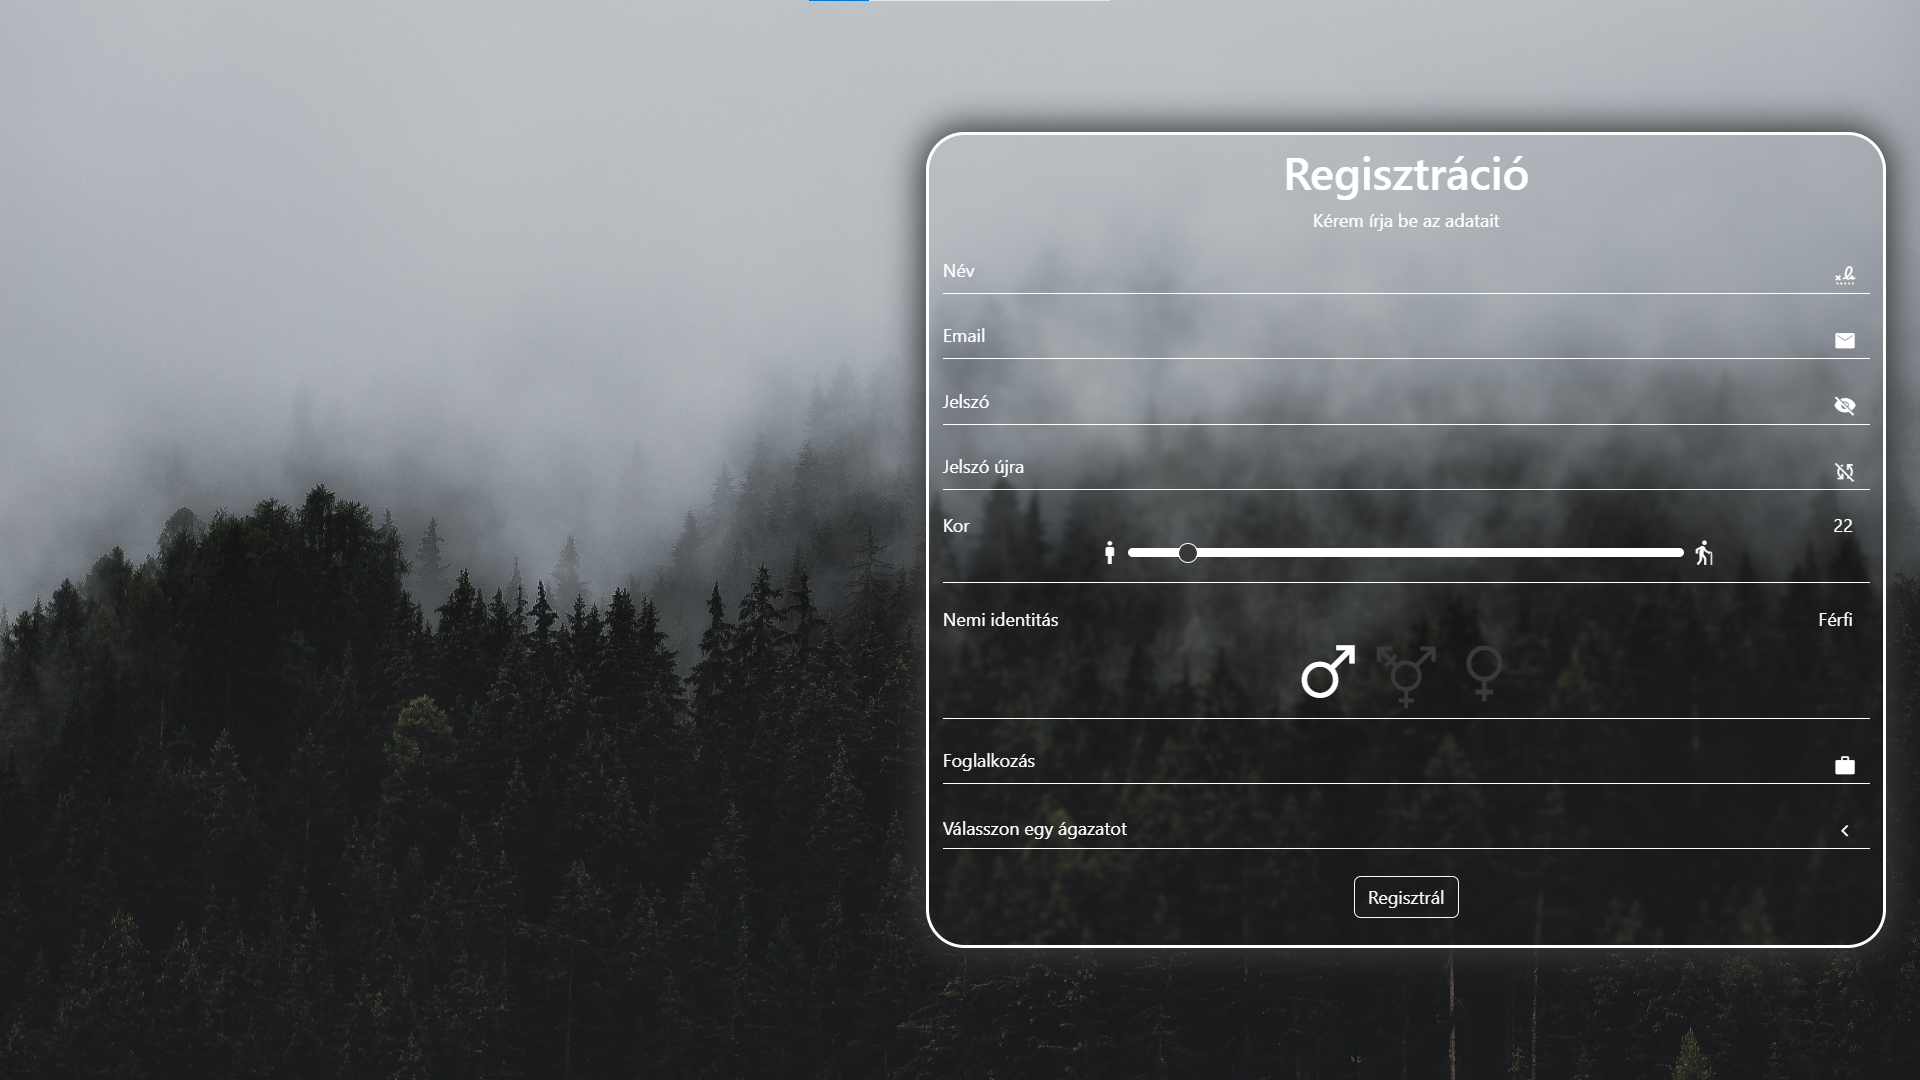 Regisztráció
Kérem írja be az adatait
Név
Email
Jelszó
Jelszó újra
Kor 22
Nemi identitás Férfi
Foglalkozás
Válasszon egy ágazatot
Regisztrál